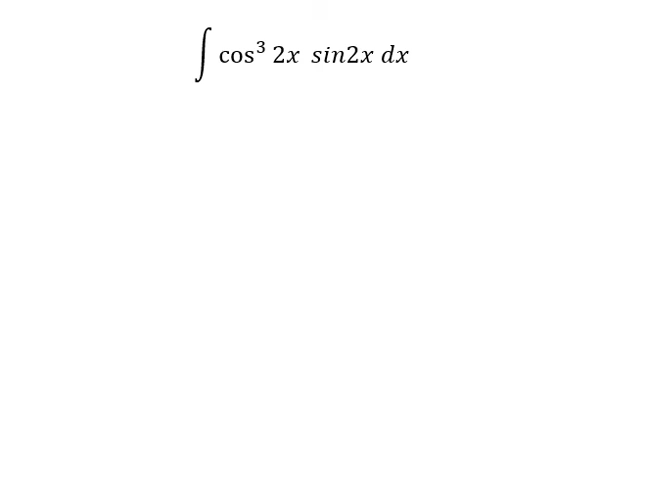 ∫ cos³ 2x sin2x dx